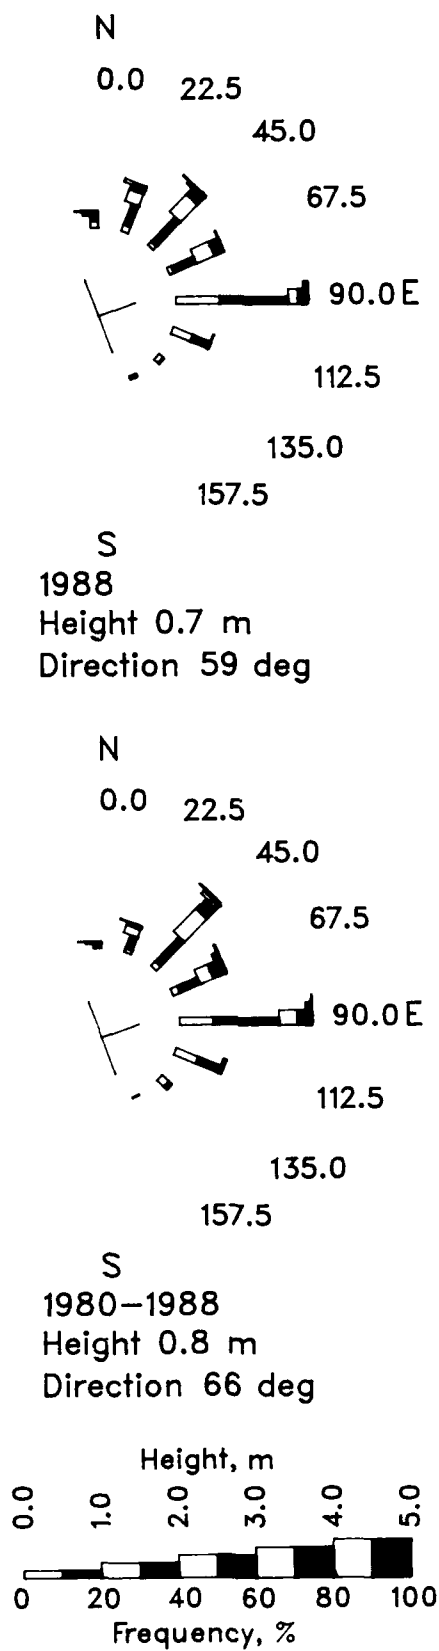 N
0.0
22.5
45.0
67.5
90.0 E
112.5
135.0
157.5
S
1988
Height 0.7 m
Direction 59 deg
N
0.0
22.5
45.0
67.5
90.0 E
112.5
135.0
157.5
S
1980-1988
Height 0.8 m
Direction 66 deg
Height, m
0.0 1.0 2.0 3.0 4.0 5.0
0 20 40 60 80 100
Frequency, %